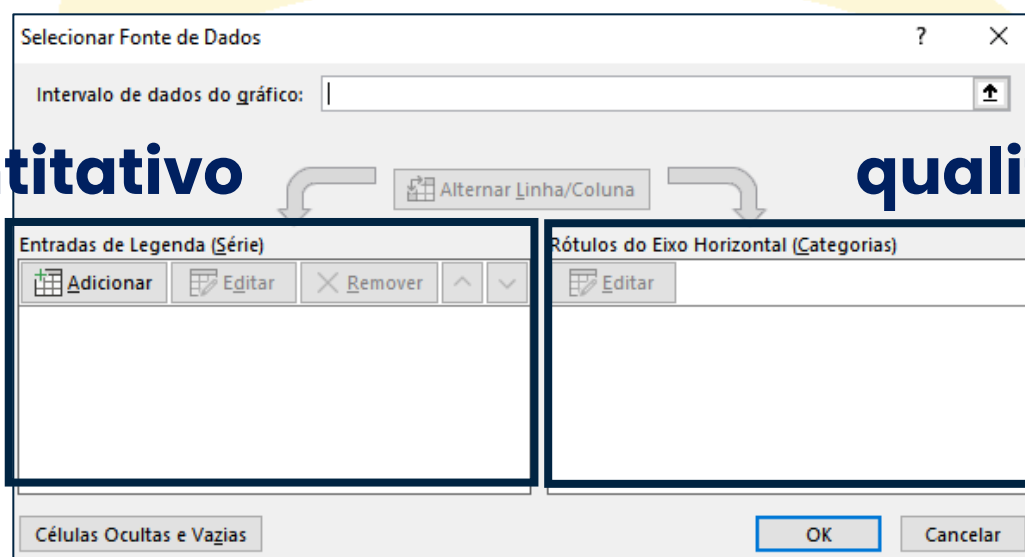 Selecionar Fonte de Dados ?
Intervalo de dados do gráfico:
titativo Alternar Linha/Coluna quali
Entradas de Legenda (Série) Rótulos do Eixo Horizontal (Categorias)
Adicionar Editar Remover Editar
Células Ocultas e Vazias OK Cancelar